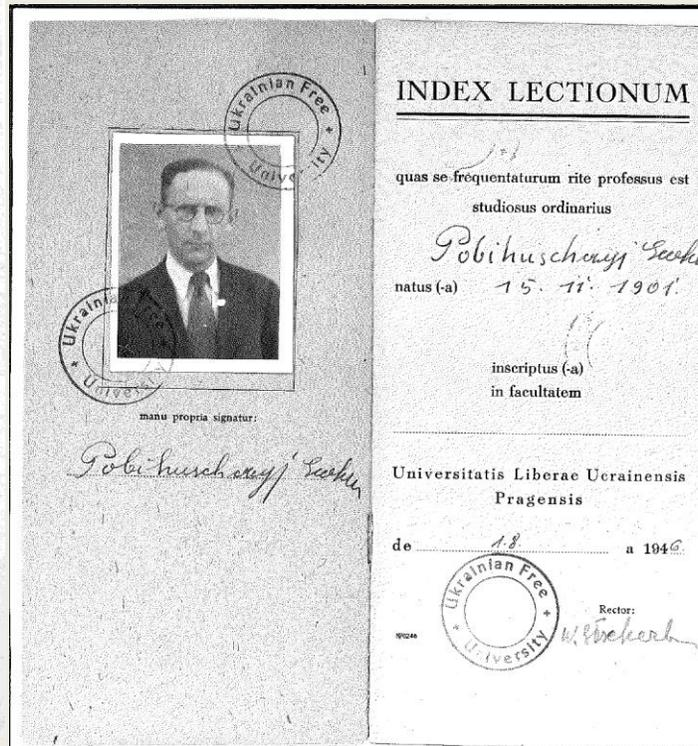 Ukrainian Free
University
Ukrainian Free
University
manu propria signatur:
Pobihuschczyj
INDEX LECTIONUM
quas se frequentaturum rite professus est
studiosus ordinarius
Pobihuschczyj
natus (-a) 15. 11. 1901.
inscriptus (-a)
in facultatem
Universitatis Liberae Ucrainensis
Pragensis
de 1.8. a 1946.
Ukrainian Free
University
Rector: